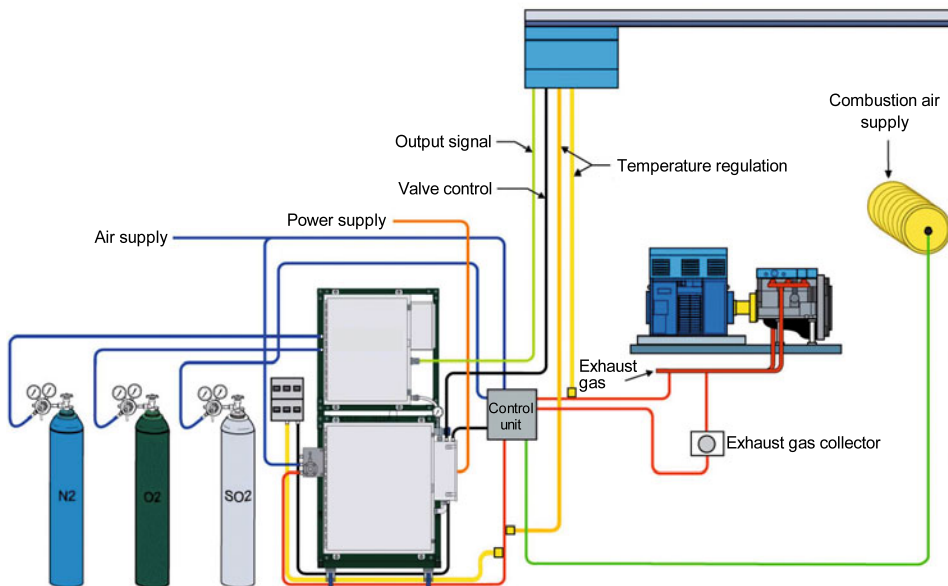 Combustion air
supply
Output signal
Temperature regulation
Valve control
Power supply
Air supply
Exhaust
gas
Control
unit
Exhaust gas collector
N2
O2
SO2